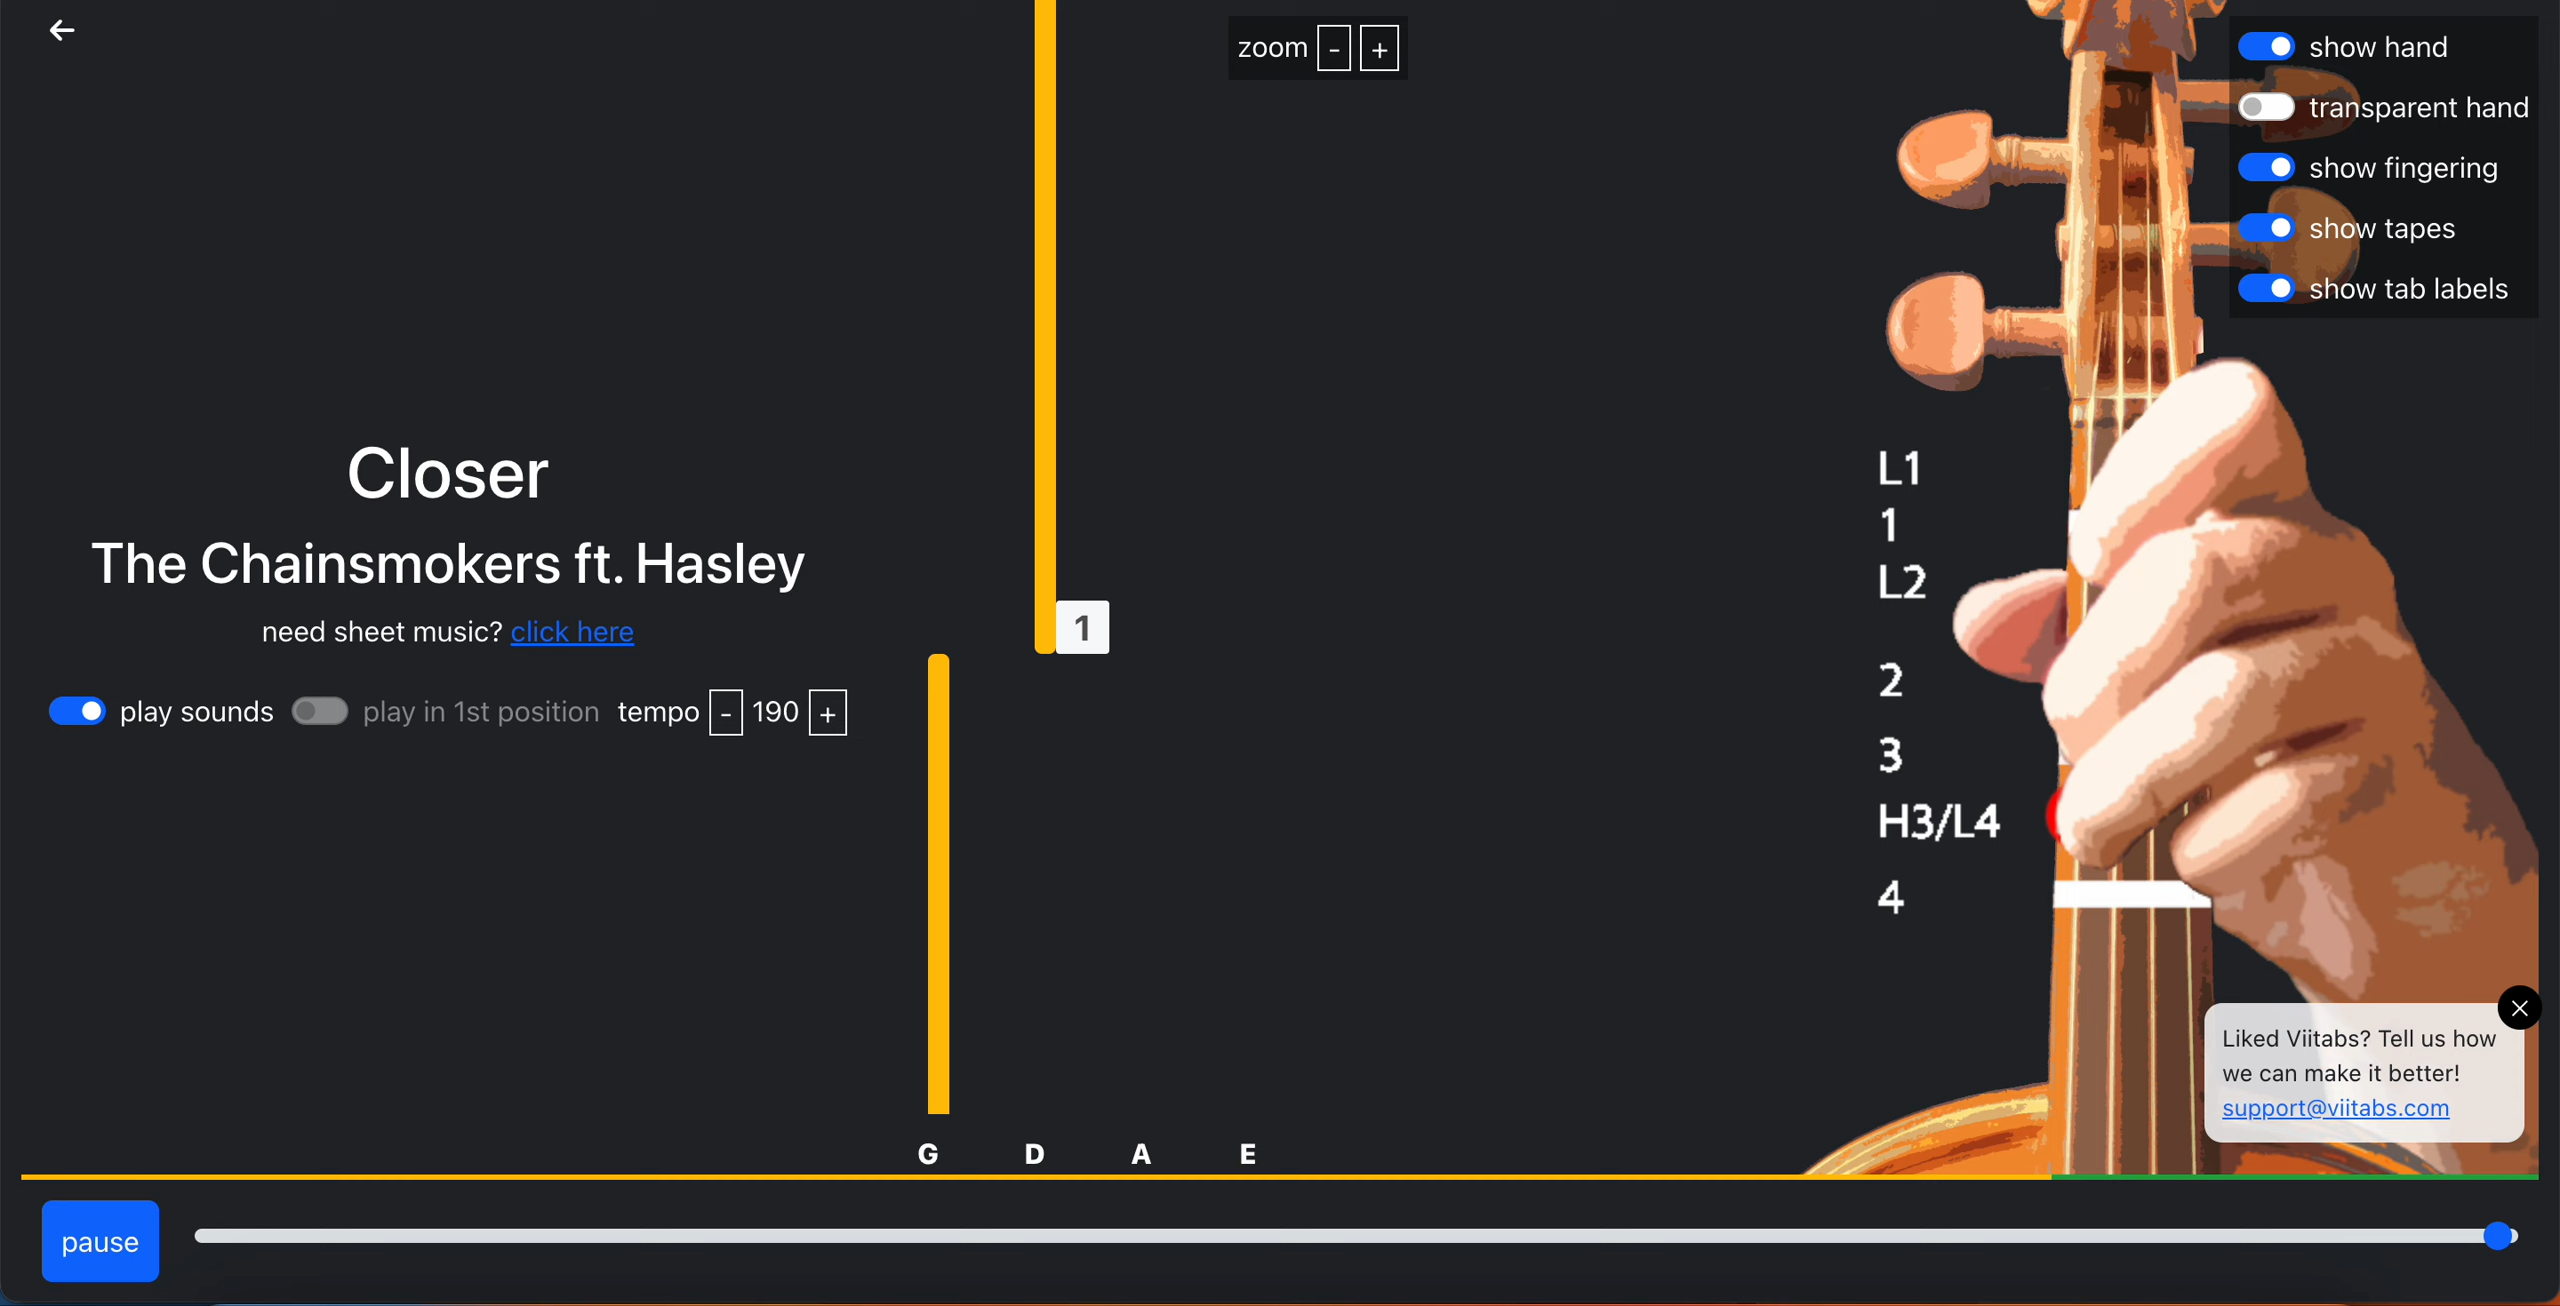 zoom - +
show hand
transparent hand
show fingering
show tapes
show tab labels
Closer
The Chainsmokers ft. Hasley
need sheet music? click here
play sounds play in 1st position tempo - 190 +
1
L1
1
L2
2
3
H3/L4
4
Liked Viitabs? Tell us how
we can make it better!
support@viitabs.com
G D A E
pause